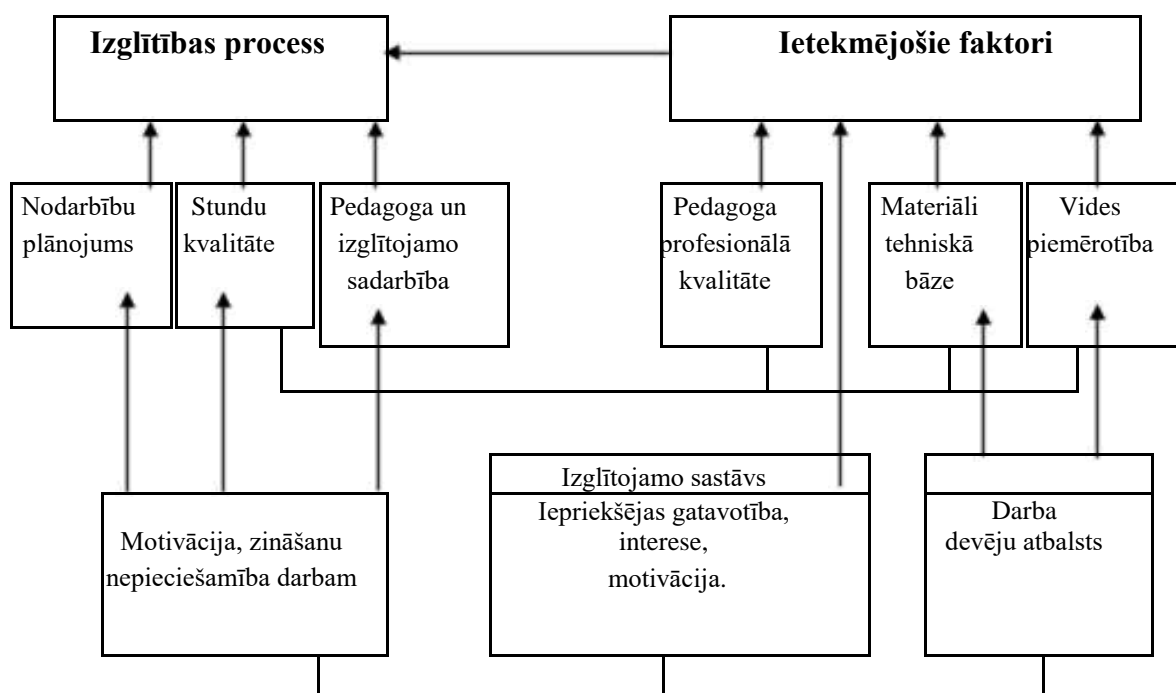 Izglītības process
Ietekmējošie faktori
Nodarbību
plānojums
Stundu
kvalitāte
Pedagoga un
izglītojamo
sadarbība
Pedagoga
profesionālā
kvalitāte
Materiāli
tehniskā
bāze
Vides
piemērotība
Izglītojamo sastāvs
Iepriekšējas gatavotība,
interese,
motivācija.
Motivācija, zināšanu
nepieciešamība darbam
Darba
devēju atbalsts